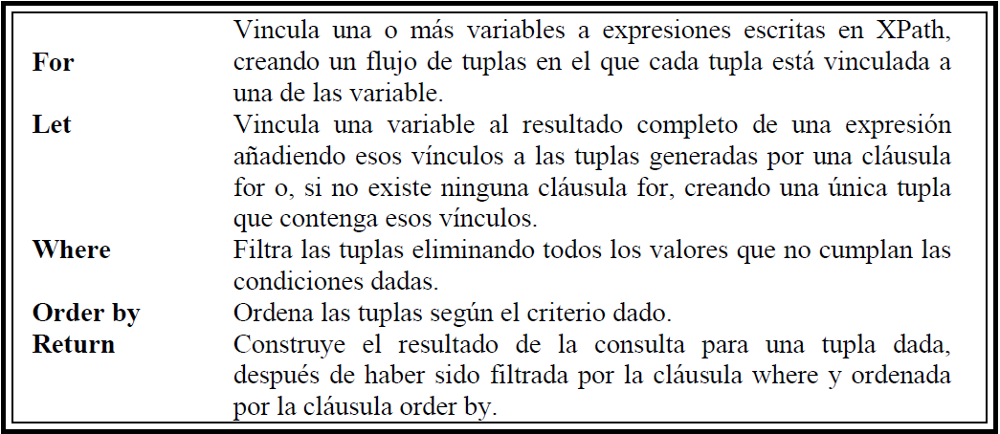 Vincula una o más variables a expresiones escritas en XPath,
For creando un flujo de tuplas en el que cada tupla está vinculada a
una de las variable.
Let Vincula una variable al resultado completo de una expresión
añadiendo esos vínculos a las tuplas generadas por una cláusula
for o, si no existe ninguna cláusula for, creando una única tupla
que contenga esos vínculos.
Where Filtra las tuplas eliminando todos los valores que no cumplan las
condiciones dadas.
Order by Ordena las tuplas según el criterio dado.
Return Construye el resultado de la consulta para una tupla dada,
después de haber sido filtrada por la cláusula where y ordenada
por la cláusula order by.